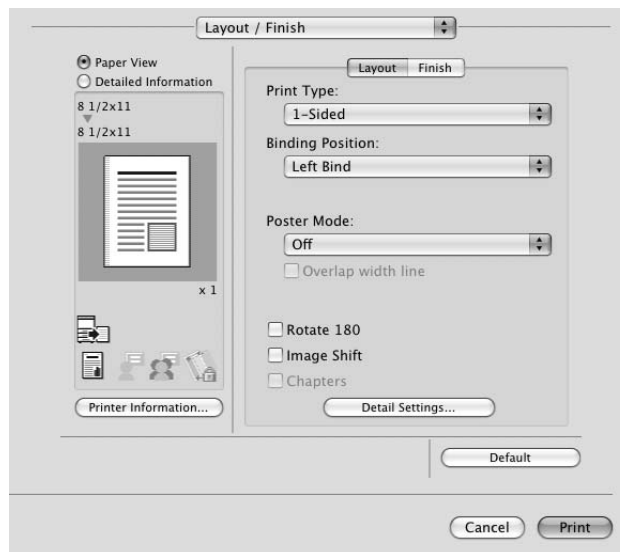 Layout / Finish
Paper View
Detailed Information
8 1/2x11
8 1/2x11
x 1
Printer Information...
Layout
Finish
Print Type:
1-Sided
Binding Position:
Left Bind
Poster Mode:
Off
Overlap width line
Rotate 180
Image Shift
Chapters
Detail Settings...
Default
Cancel
Print